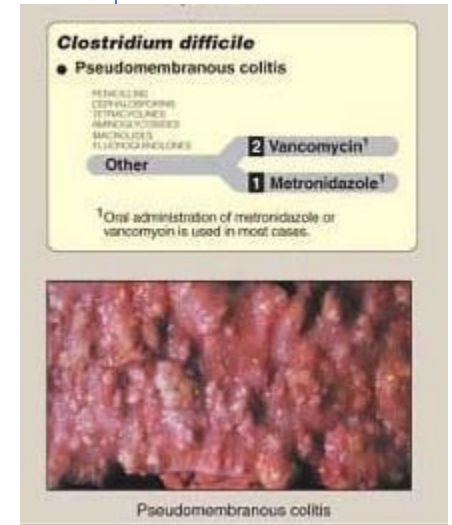 Clostridium difficile
● Pseudomembranous colitis
PENICILLINS
CEPHALOSPORINS
TETRACYCLINES
AMINOGLYCOSIDES
MACROLIDES
FLUOROQUINOLONES
Other
2 Vancomycin¹
1 Metronidazole¹
¹Oral administration of metronidazole or
vancomycin is used in most cases.
Pseudomembranous colitis